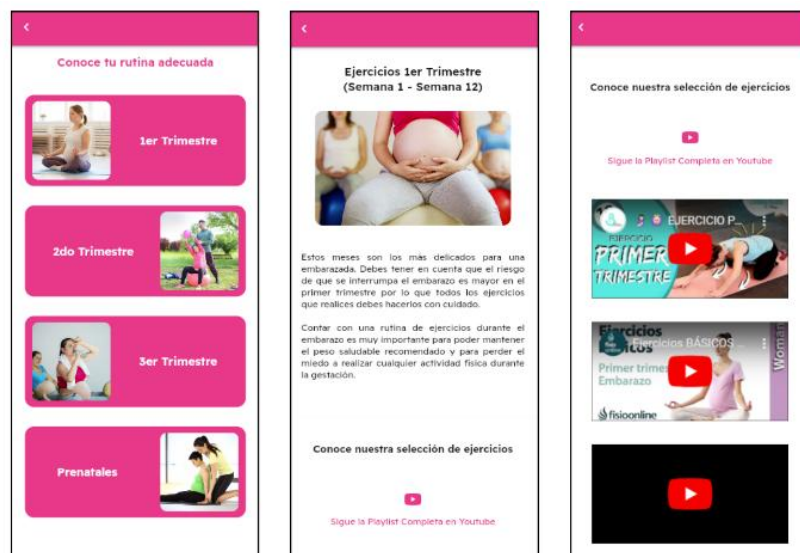 Conoce tu rutina adecuada
1er Trimestre
2do Trimestre
3er Trimestre
Prenatales
Ejercicios 1er Trimestre
(Semana 1 - Semana 12)
Estos meses son los más delicados para una
embarazada. Debes tener en cuenta que el riesgo
de que se interrumpa el embarazo es mayor en el
primer trimestre por lo que todos los ejercicios
que realices debes hacerlos con cuidado.
Contar con una rutina de ejercicios durante el
embarazo es muy importante para poder mantener
el peso saludable recomendado y para perder el
miedo a realizar cualquier actividad física durante
la gestación.
Conoce nuestra selección de ejercicios
Sigue la Playlist Completa en Youtube
Conoce nuestra selección de ejercicios
Sigue la Playlist Completa en Youtube
EJERCICIO P...
EJERCICIO
PRIMER
TRIMESTRE
Ejercicios BÁSICOS ...
Ejercicios
Primer trimes
Embarazo
fisioonline
Woman